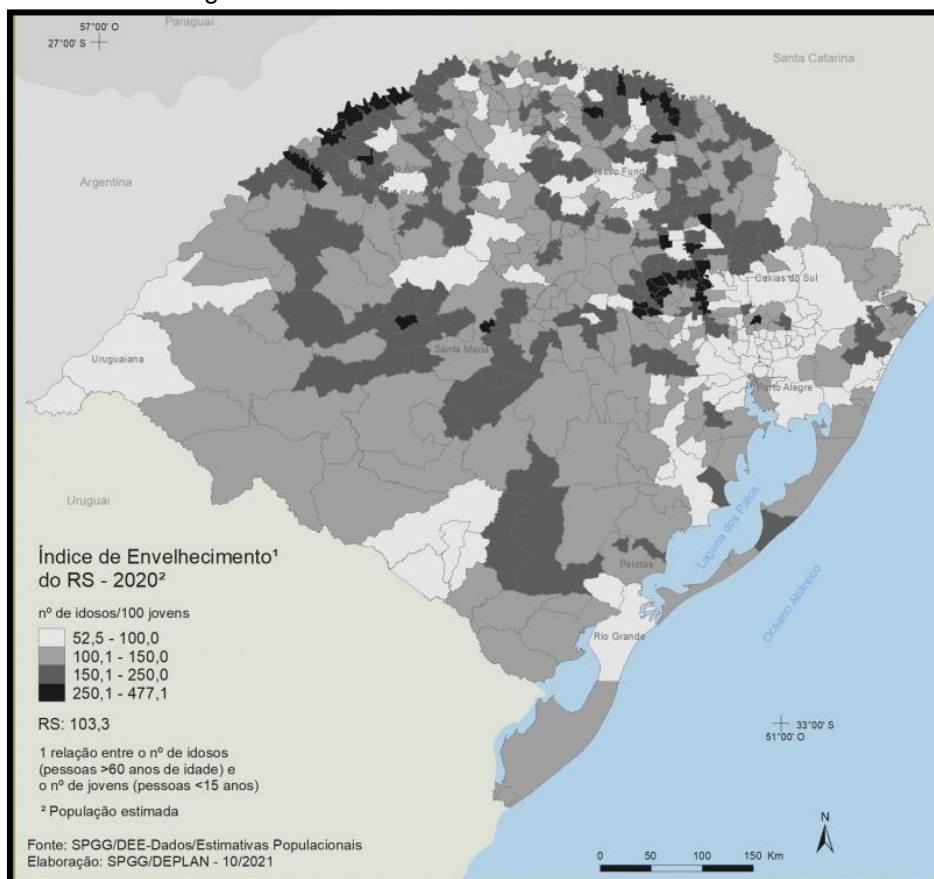 57°00' O
Paraguai
27°00' S
Santa Catarina
Argentina
Caxias do Sul
Santa Maria
Uruguaiana
Porto Alegre
Uruguai
Laguna dos Patos
Pelotas
Oceano Atlântico
Rio Grande
Índice de Envelhecimento¹
do RS - 2020²
nº de idosos/100 jovens
52,5 - 100,0
100,1 - 150,0
150,1 - 250,0
250,1 - 477,1
RS: 103,3
33°00' S
51°00' O
1 relação entre o nº de idosos
(pessoas >60 anos de idade) e
o nº de jovens (pessoas <15 anos)
² População estimada
N
Fonte: SPGG/DEE-Dados/Estimativas Populacionais
Elaboração: SPGG/DEPLAN - 10/2021
0 50 100 150 Km